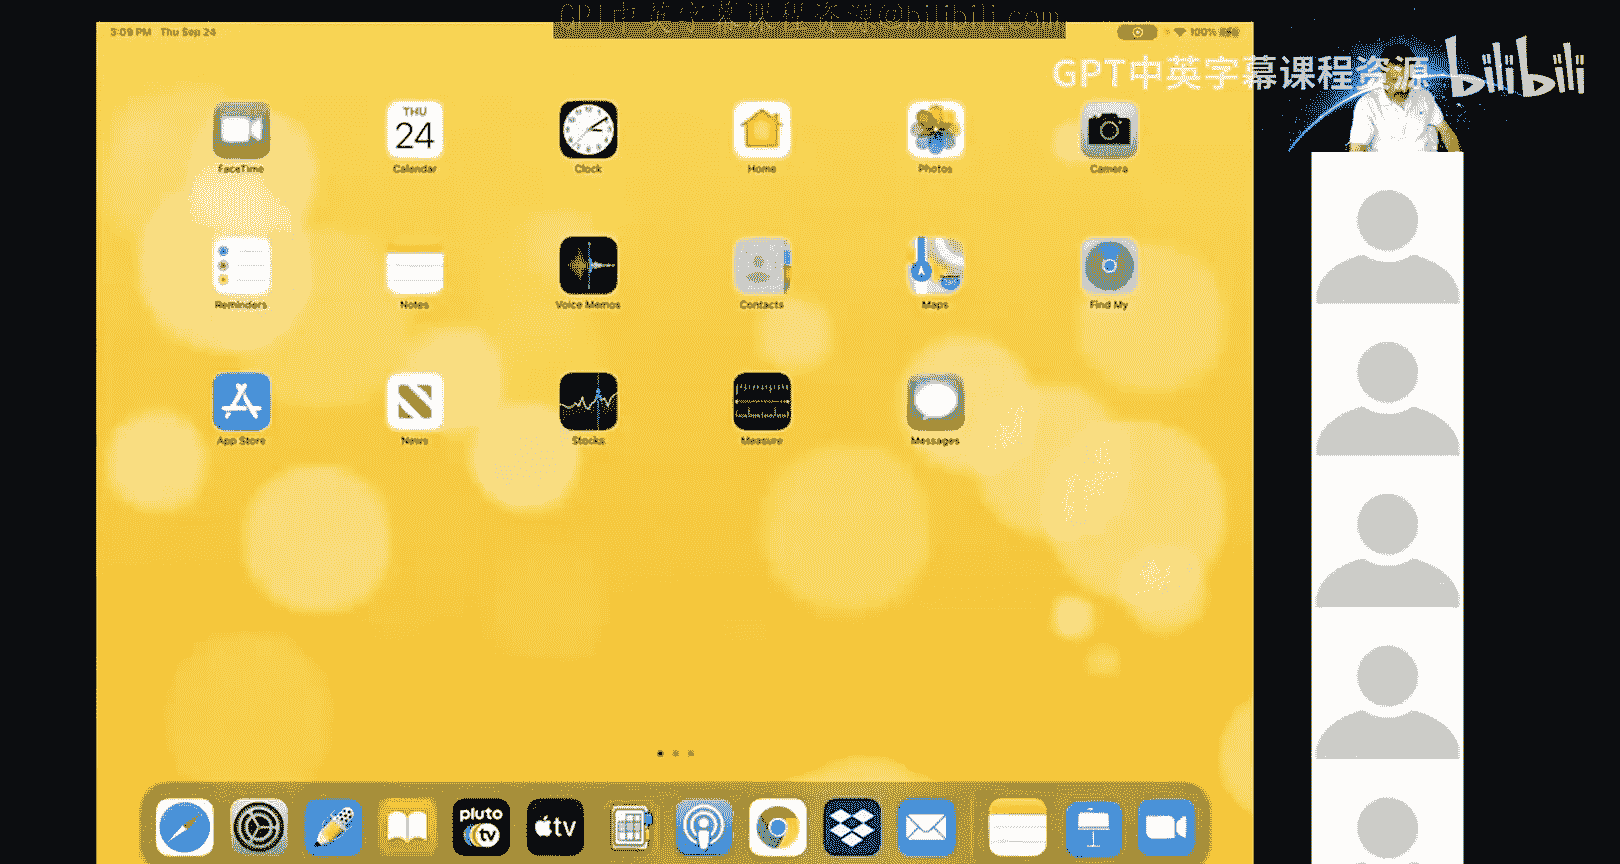 GPT中英字幕课程资源@bilibili.com
3:09 PM Thu Sep 24
100%
GPT中英字幕课程资源 bilibili
THU
24
FaceTime Calendar Clock Home Photos Camera
Reminders Notes Voice Memos Contacts Maps Find My
App Store News Stocks Measure Messages
pluto tv
tv